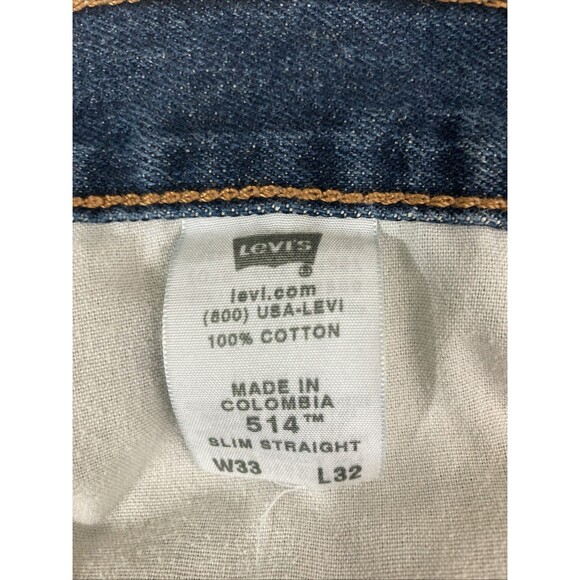 Levi's
®
levi.com
(800) USA-LEVI
100% COTTON
MADE IN
COLOMBIA
514™
SLIM STRAIGHT
W33 L32